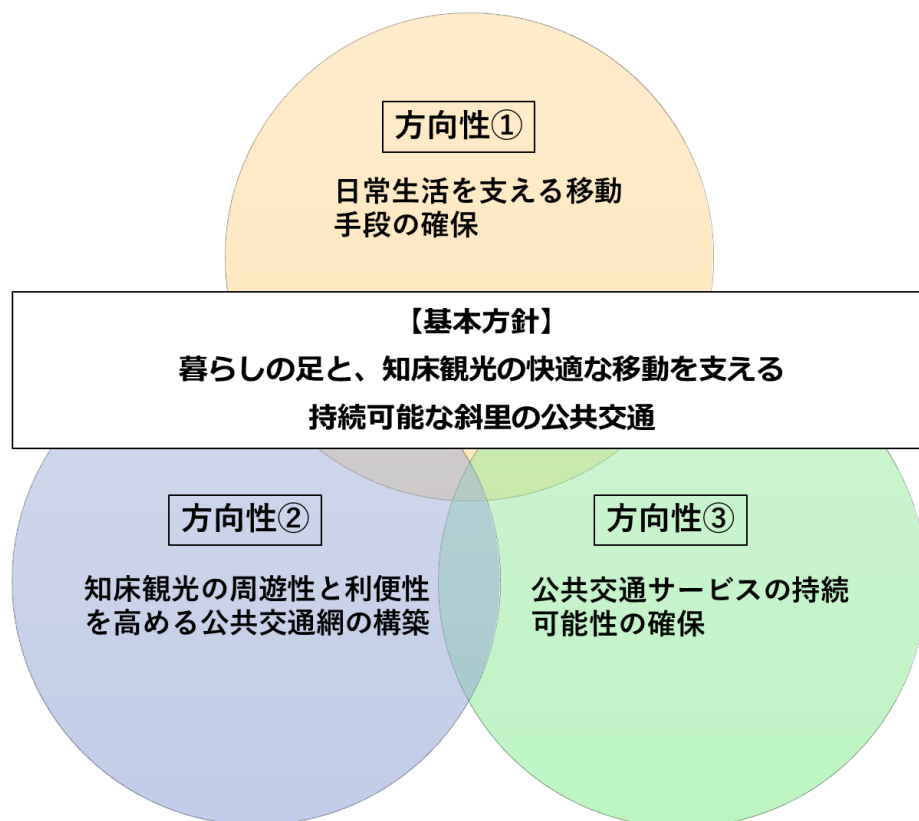 方向性①
日常生活を支える移動
手段の確保
【基本方針】
暮らしの足と、知床観光の快適な移動を支える
持続可能な斜里の公共交通
方向性②
知床観光の周遊性と利便性
を高める公共交通網の構築
方向性③
公共交通サービスの持続
可能性の確保